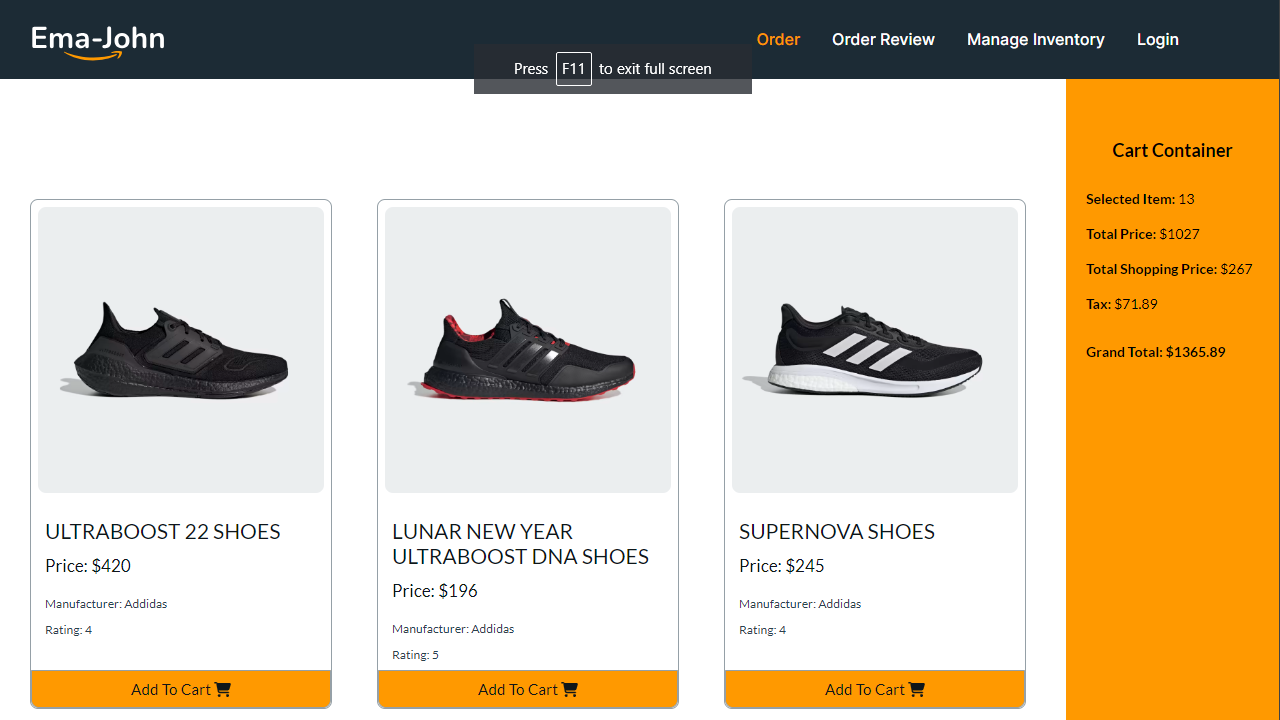 Ema-John
Order
Order Review
Manage Inventory
Login
Press F11 to exit full screen
ULTRABOOST 22 SHOES
Price: $420
Manufacturer: Addidas
Rating: 4
Add To Cart
LUNAR NEW YEAR
ULTRABOOST DNA SHOES
Price: $196
Manufacturer: Addidas
Rating: 5
Add To Cart
SUPERNOVA SHOES
Price: $245
Manufacturer: Addidas
Rating: 4
Add To Cart
Cart Container
Selected Item: 13
Total Price: $1027
Total Shopping Price: $267
Tax: $71.89
Grand Total: $1365.89